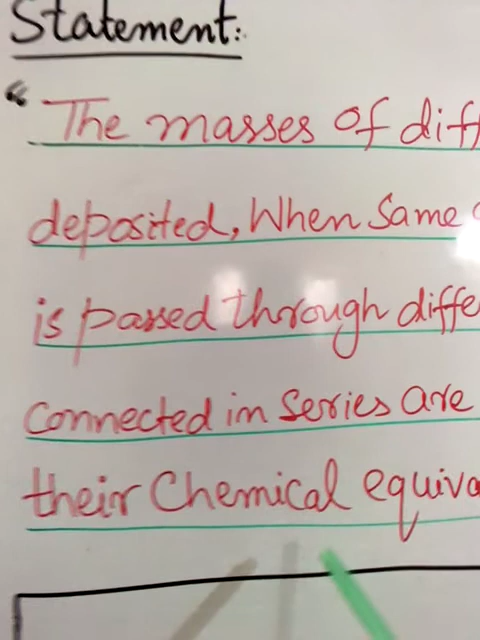 Statement:
“The masses of diff
deposited, When Same
is passed through diffe
Connected in Series are
their Chemical equiva